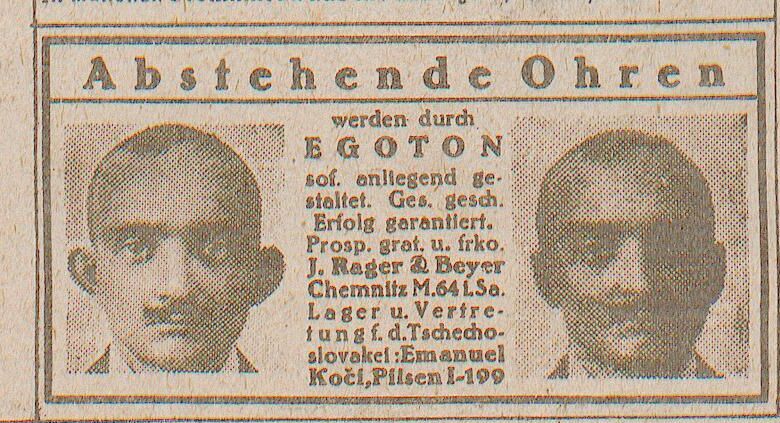 Abstehende Ohren
werden durch
EGOTON
sof. anliegend ge-
staltet. Ges. gesch.
Erfolg garantiert.
Prosp. grat. u. frko.
J. Rager & Beyer
Chemnitz M.64 i.Sa.
Lager u. Vertre-
tung f. d. Tschecho-
slovakei: Emanuel
Kočí, Pilsen I-199